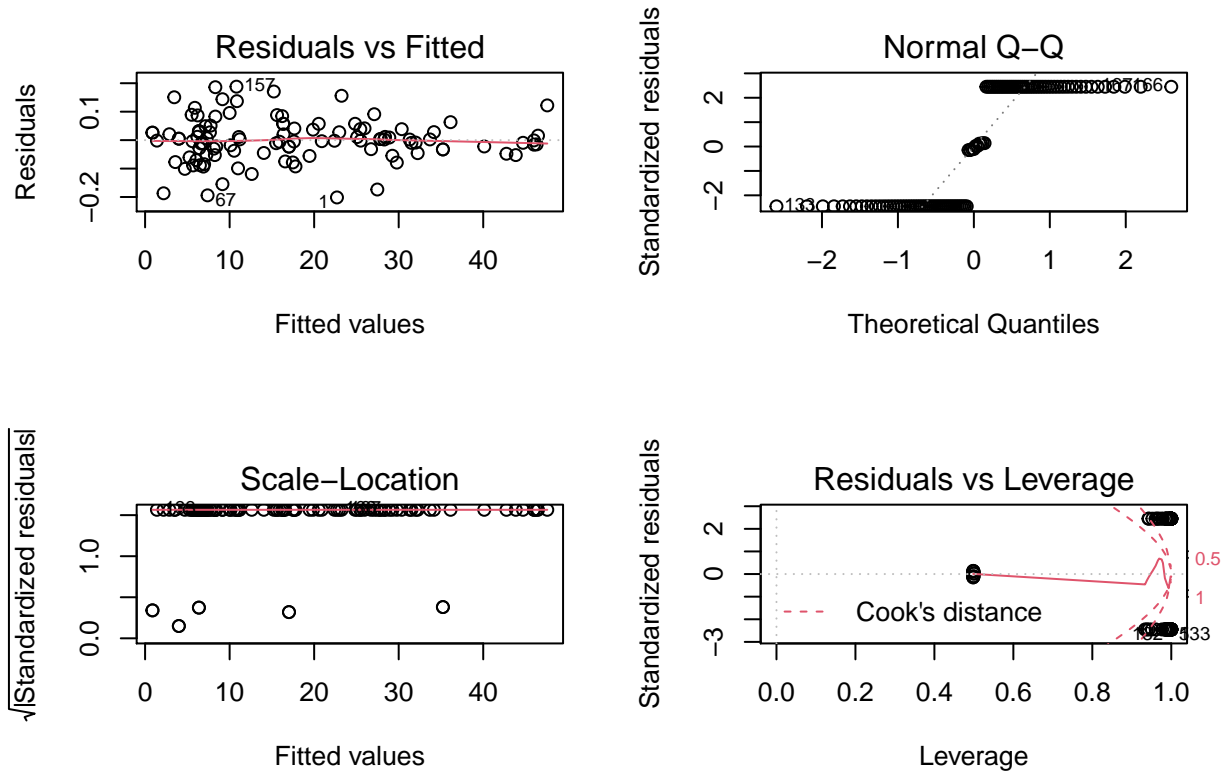 Residuals vs Fitted
Residuals
0.1
−0.2
157
67
1
0 10 20 30 40
Fitted values
Normal Q−Q
Standardized residuals
2
0
−2
133
166
−2 −1 0 1 2
Theoretical Quantiles
Scale−Location
√|Standardized residuals|
1.0
0.0
0 10 20 30 40
Fitted values
Residuals vs Leverage
Standardized residuals
2
0
−3
0.5
1
Cook's distance
0.0 0.2 0.4 0.6 0.8 1.0
Leverage